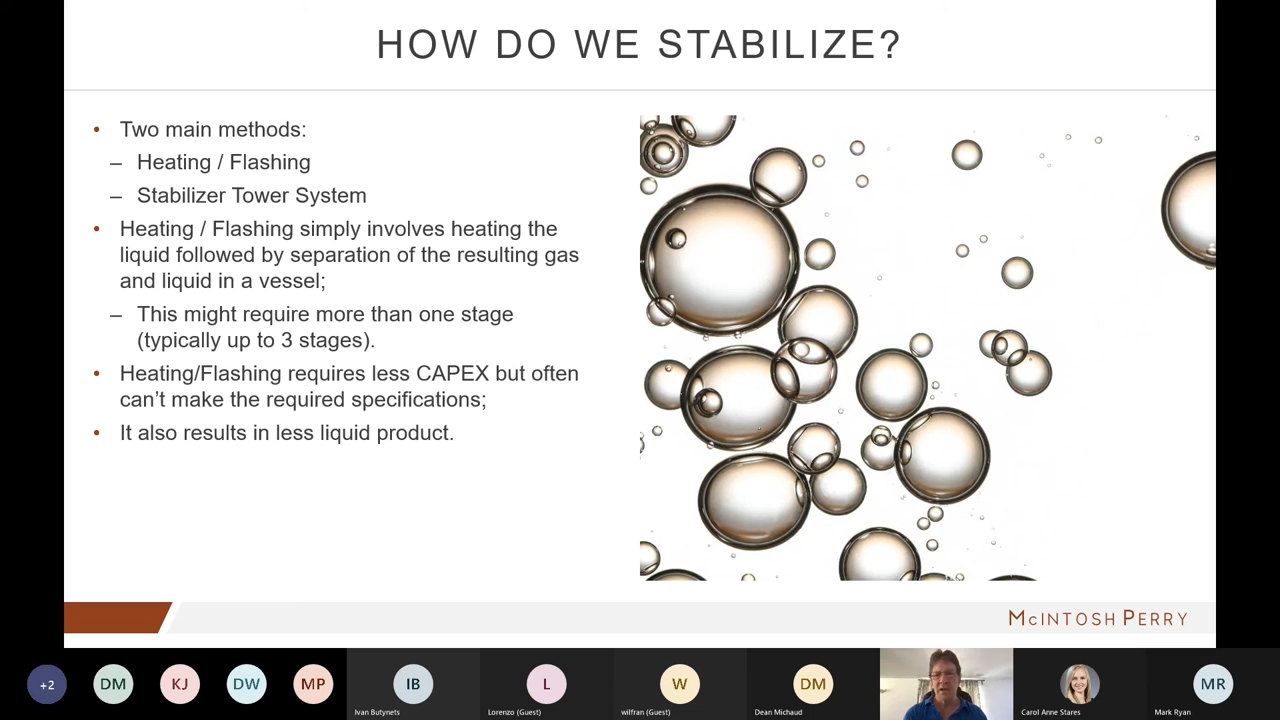 HOW DO WE STABILIZE?
• Two main methods:
– Heating / Flashing
– Stabilizer Tower System
• Heating / Flashing simply involves heating the
liquid followed by separation of the resulting gas
and liquid in a vessel;
– This might require more than one stage
(typically up to 3 stages).
• Heating/Flashing requires less CAPEX but often
can’t make the required specifications;
• It also results in less liquid product.
MCINTOSH PERRY
+2
DM
KJ
DW
MP
IB
L
W
DM
MR
Ivan Butynets
Lorenzo (Guest)
wilfran (Guest)
Dean Michaud
Carol Anne Stares
Mark Ryan